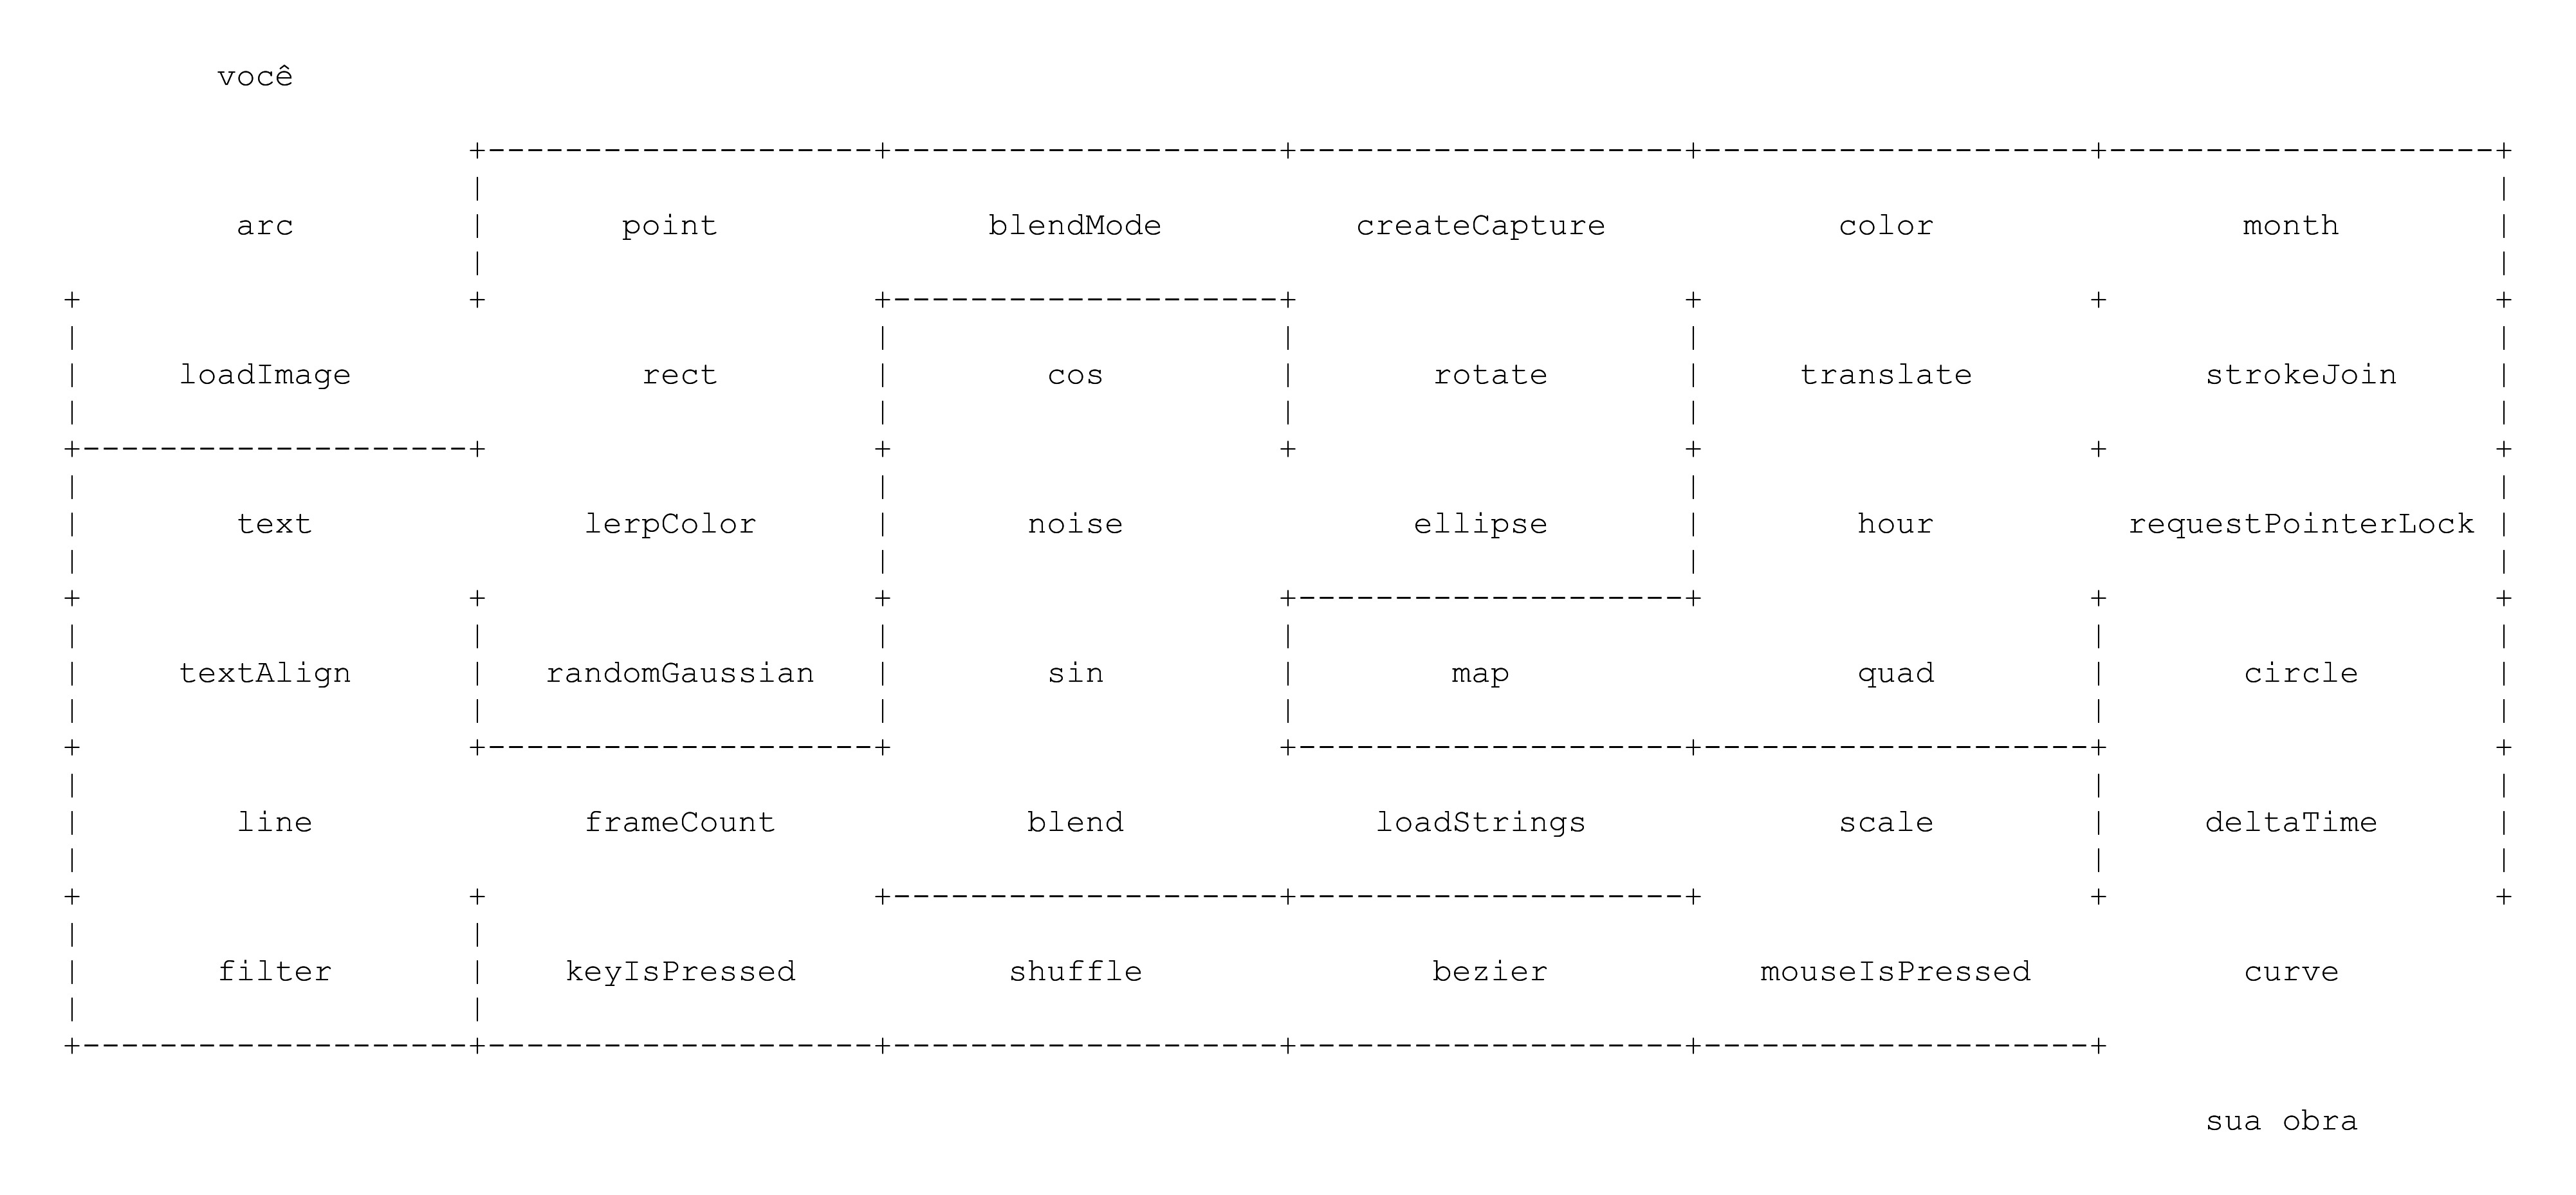 você
arc point blendMode createCapture color month
loadImage rect cos rotate translate strokeJoin
text lerpColor noise ellipse hour requestPointerLock
textAlign randomGaussian sin map quad circle
line frameCount blend loadStrings scale deltaTime
filter keyIsPressed shuffle bezier mouseIsPressed curve
sua obra